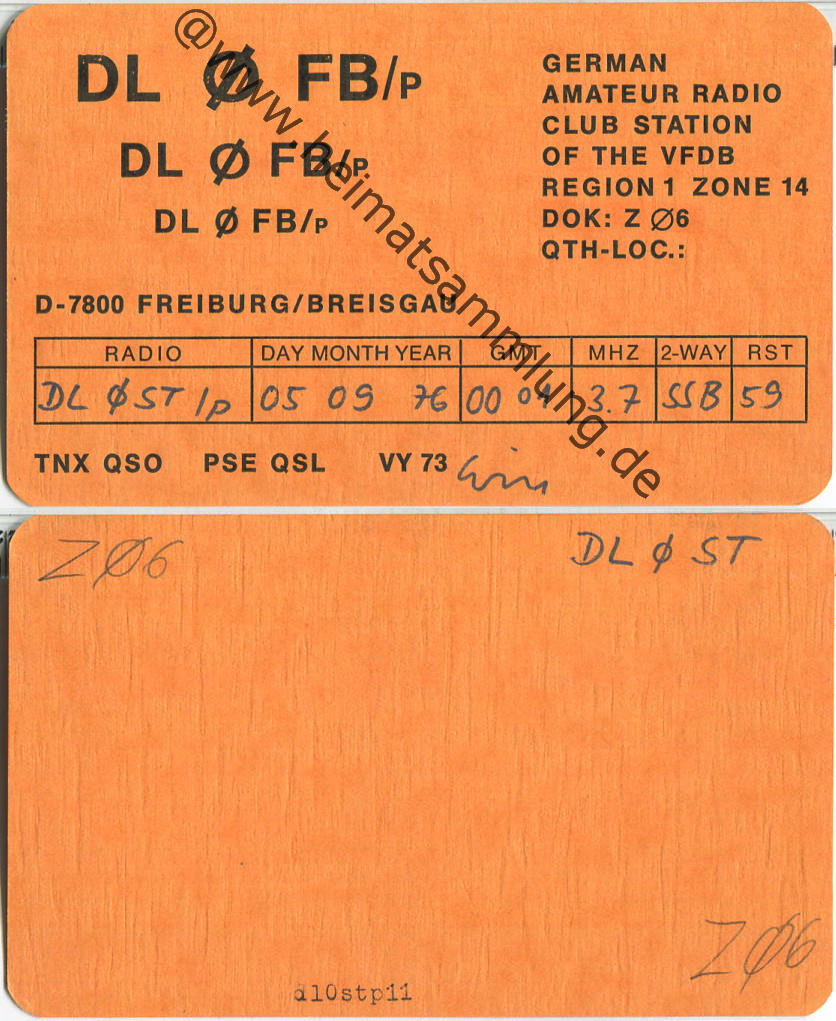 DL Ø FB/P
DL Ø FB/P
DL Ø FB/P
GERMAN
AMATEUR RADIO
CLUB STATION
OF THE VFDB
REGION 1 ZONE 14
DOK: Z Ø6
QTH-LOC.:
D-7800 FREIBURG/BREISGAU
RADIO DAY MONTH YEAR GMT MHZ 2-WAY RST
DL Ø ST /p 05 09 76 00 04 3.7 SSB 59
TNX QSO PSE QSL VY 73
@www.heimatsammlung.de
ZØ6
DL Ø ST
ZØ6
dl0stp11